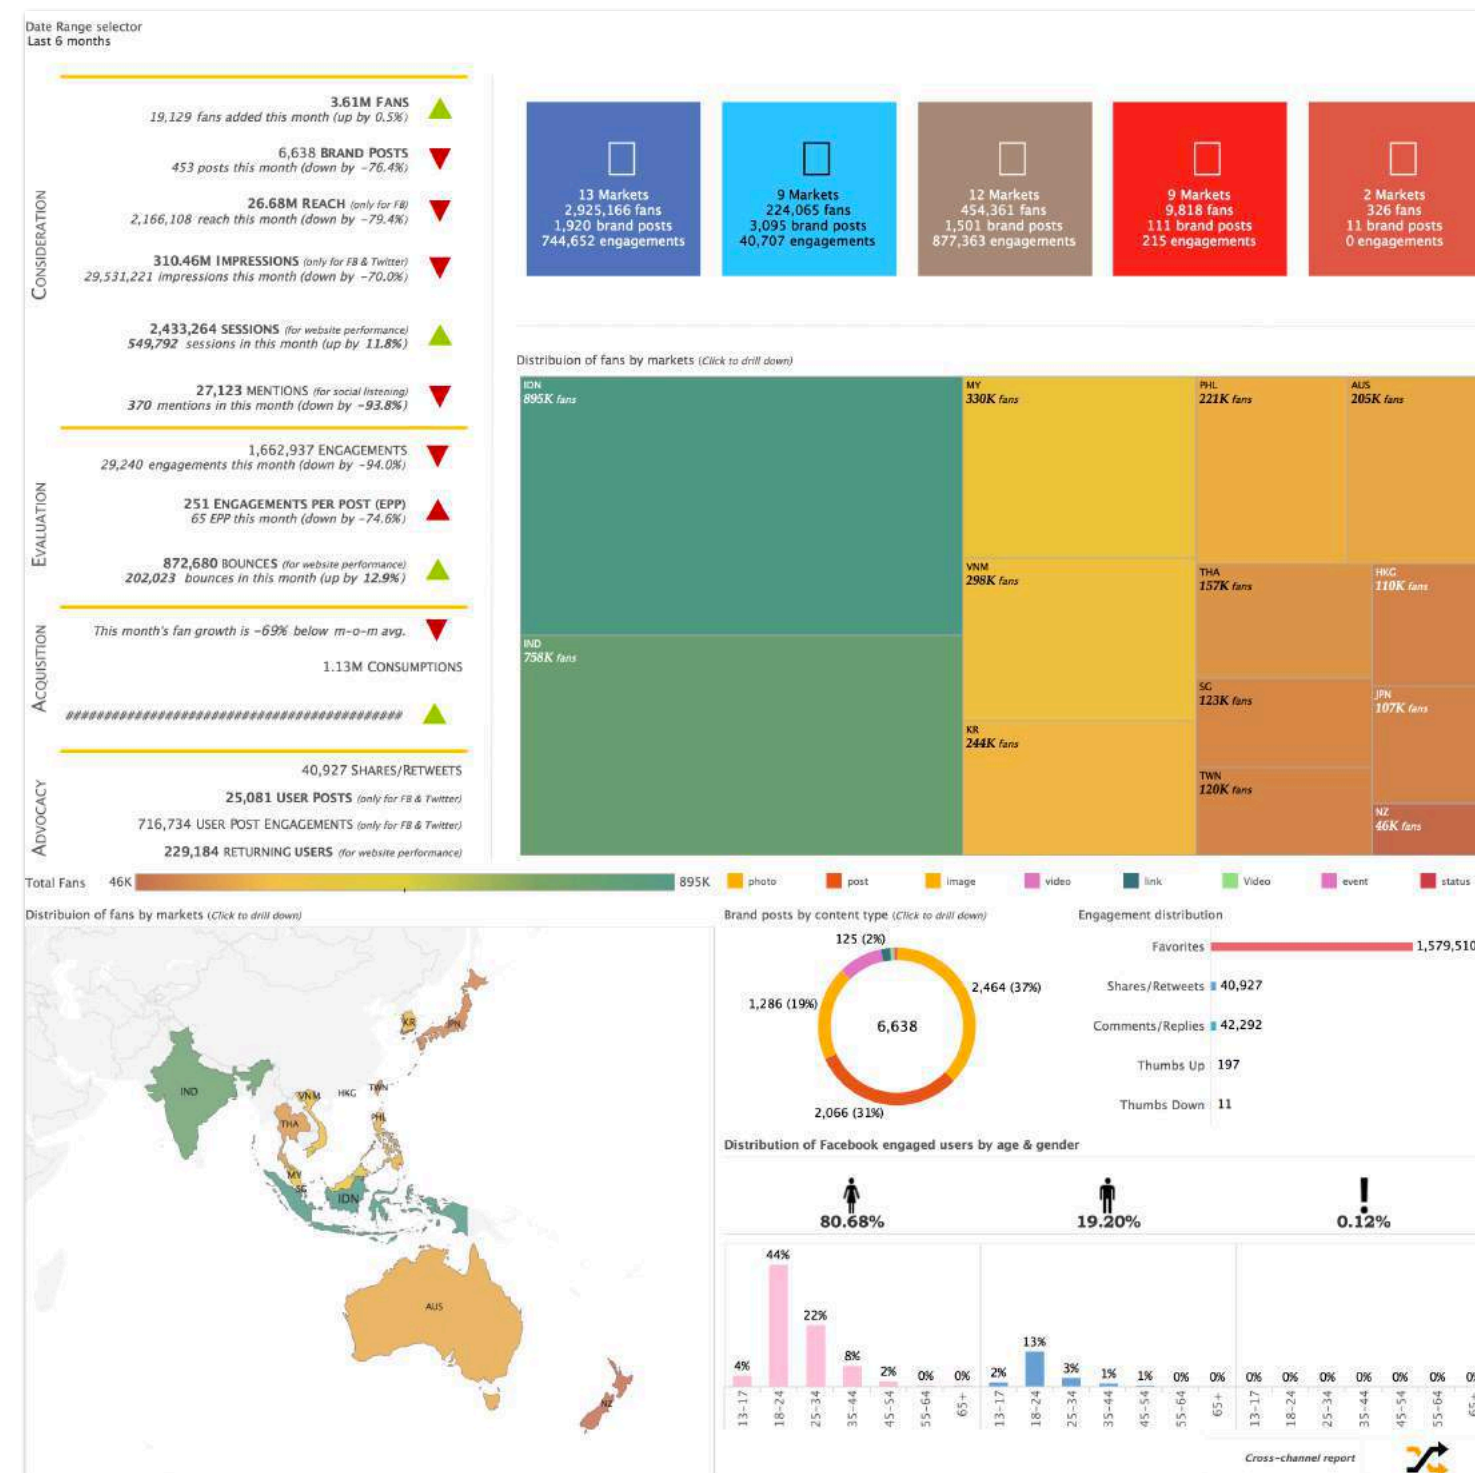 Date Range selector
Last 6 months
CONSIDERATION
3.61M FANS
19,129 fans added this month (up by 0.5%)
6,638 BRAND POSTS
453 posts this month (down by -76.4%)
26.68M REACH (only for FB)
2,166,108 reach this month (down by -79.4%)
310.46M IMPRESSIONS (only for FB & Twitter)
29,531,221 impressions this month (down by -70.0%)
2,433,264 SESSIONS (for website performance)
549,792 sessions in this month (up by 11.8%)
27,123 MENTIONS (for social listening)
370 mentions in this month (down by -93.8%)
EVALUATION
1,662,937 ENGAGEMENTS
29,240 engagements this month (down by -94.0%)
251 ENGAGEMENTS PER POST (EPP)
65 EPP this month (down by -74.6%)
872,680 BOUNCES (for website performance)
202,023 bounces in this month (up by 12.9%)
ACQUISITION
This month's fan growth is -69% below m-o-m avg.
1.13M CONSUMPTIONS
ADVOCACY
40,927 SHARES/RETWEETS
25,081 USER POSTS (only for FB & Twitter)
716,734 USER POST ENGAGEMENTS (only for FB & Twitter)
229,184 RETURNING USERS (for website performance)
13 Markets
2,925,166 fans
1,920 brand posts
744,652 engagements
9 Markets
224,065 fans
3,095 brand posts
40,707 engagements
12 Markets
454,361 fans
1,501 brand posts
877,363 engagements
9 Markets
9,818 fans
111 brand posts
215 engagements
2 Markets
326 fans
11 brand posts
0 engagements
Distribuion of fans by markets (Click to drill down)
IDN
895K fans
IND
758K fans
MY
330K fans
VNM
298K fans
KR
244K fans
PHL
221K fans
AUS
205K fans
THA
157K fans
SG
123K fans
TWN
120K fans
HKG
110K fans
JPN
107K fans
NZ
46K fans
Total Fans 46K 895K
photo post image video link Video event status
Distribuion of fans by markets (Click to drill down)
KR
JPN
IND
VNM
HKG
TWN
THA
PHL
MY
SG
IDN
AUS
NZ
Brand posts by content type (Click to drill down)
125 (2%)
2,464 (37%)
1,286 (19%)
6,638
2,066 (31%)
Engagement distribution
Favorites 1,579,510
Shares/Retweets 40,927
Comments/Replies 42,292
Thumbs Up 197
Thumbs Down 11
Distribution of Facebook engaged users by age & gender
80.68% 19.20% 0.12%
4% 44% 22% 8% 2% 0% 0% 2% 13% 3% 1% 1% 0% 0% 0% 0% 0% 0% 0% 0%
13-17 18-24 25-34 35-44 45-54 55-64 65+ 13-17 18-24 25-34 35-44 45-54 55-64 65+ 13-17 18-24 25-34 35-44 45-54 55-64
Cross-channel report